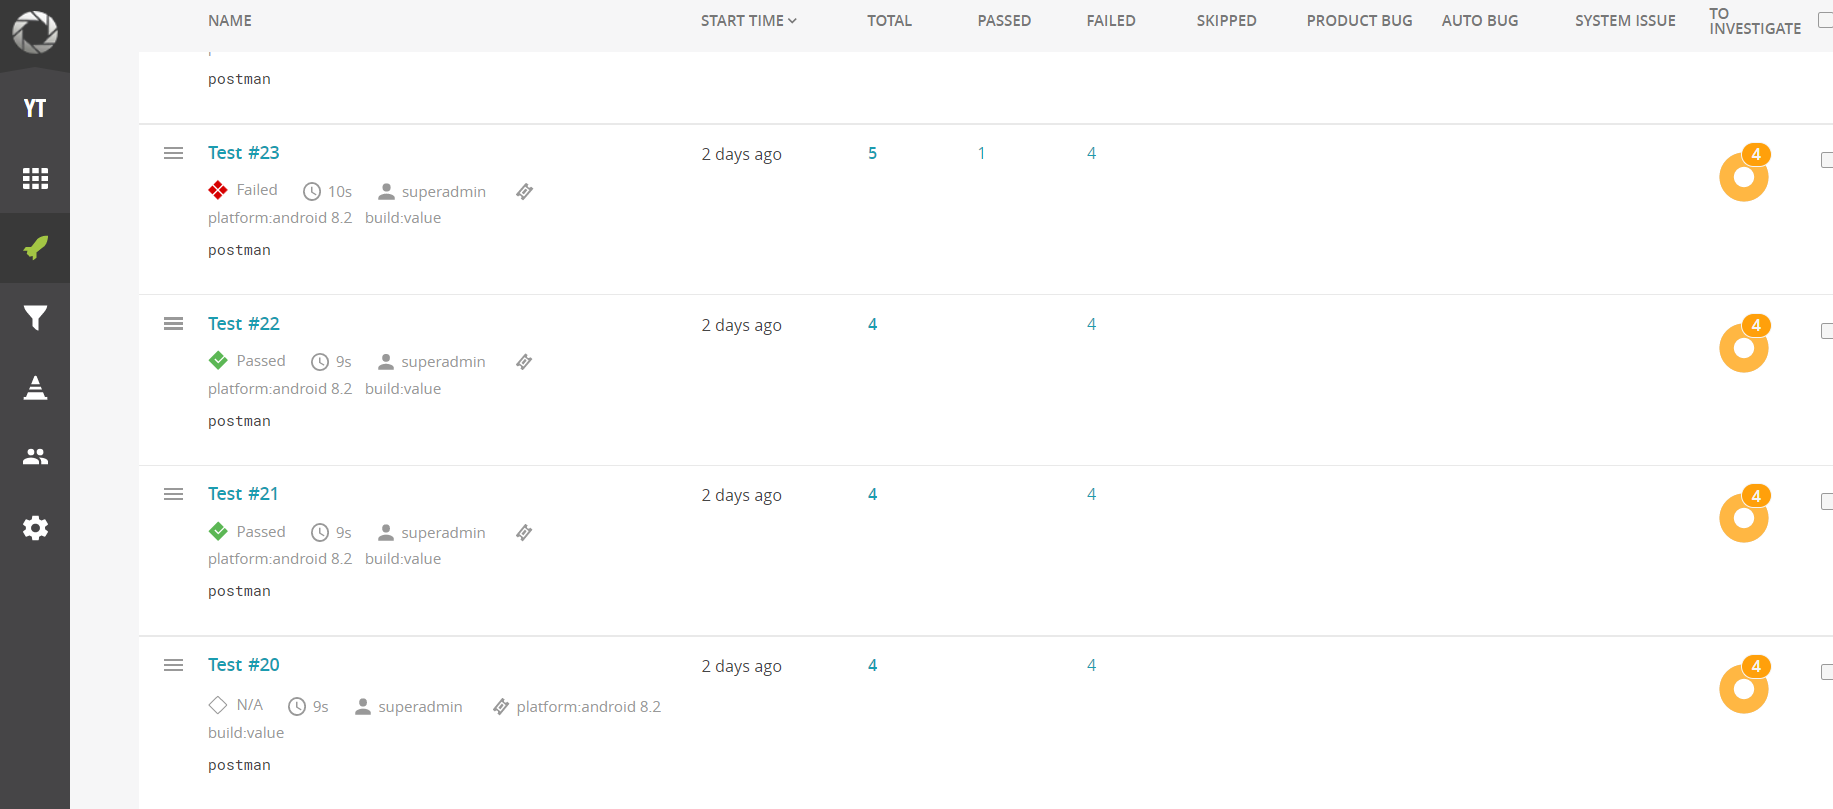 NAME START TIME TOTAL PASSED FAILED SKIPPED PRODUCT BUG AUTO BUG SYSTEM ISSUE TO
INVESTIGATE
postman
YT
Test #23 2 days ago 5 1 4 4
Failed 10s superadmin
platform:android 8.2 build:value
postman
Test #22 2 days ago 4 4 4
Passed 9s superadmin
platform:android 8.2 build:value
postman
Test #21 2 days ago 4 4 4
Passed 9s superadmin
platform:android 8.2 build:value
postman
Test #20 2 days ago 4 4 4
N/A 9s superadmin platform:android 8.2
build:value
postman